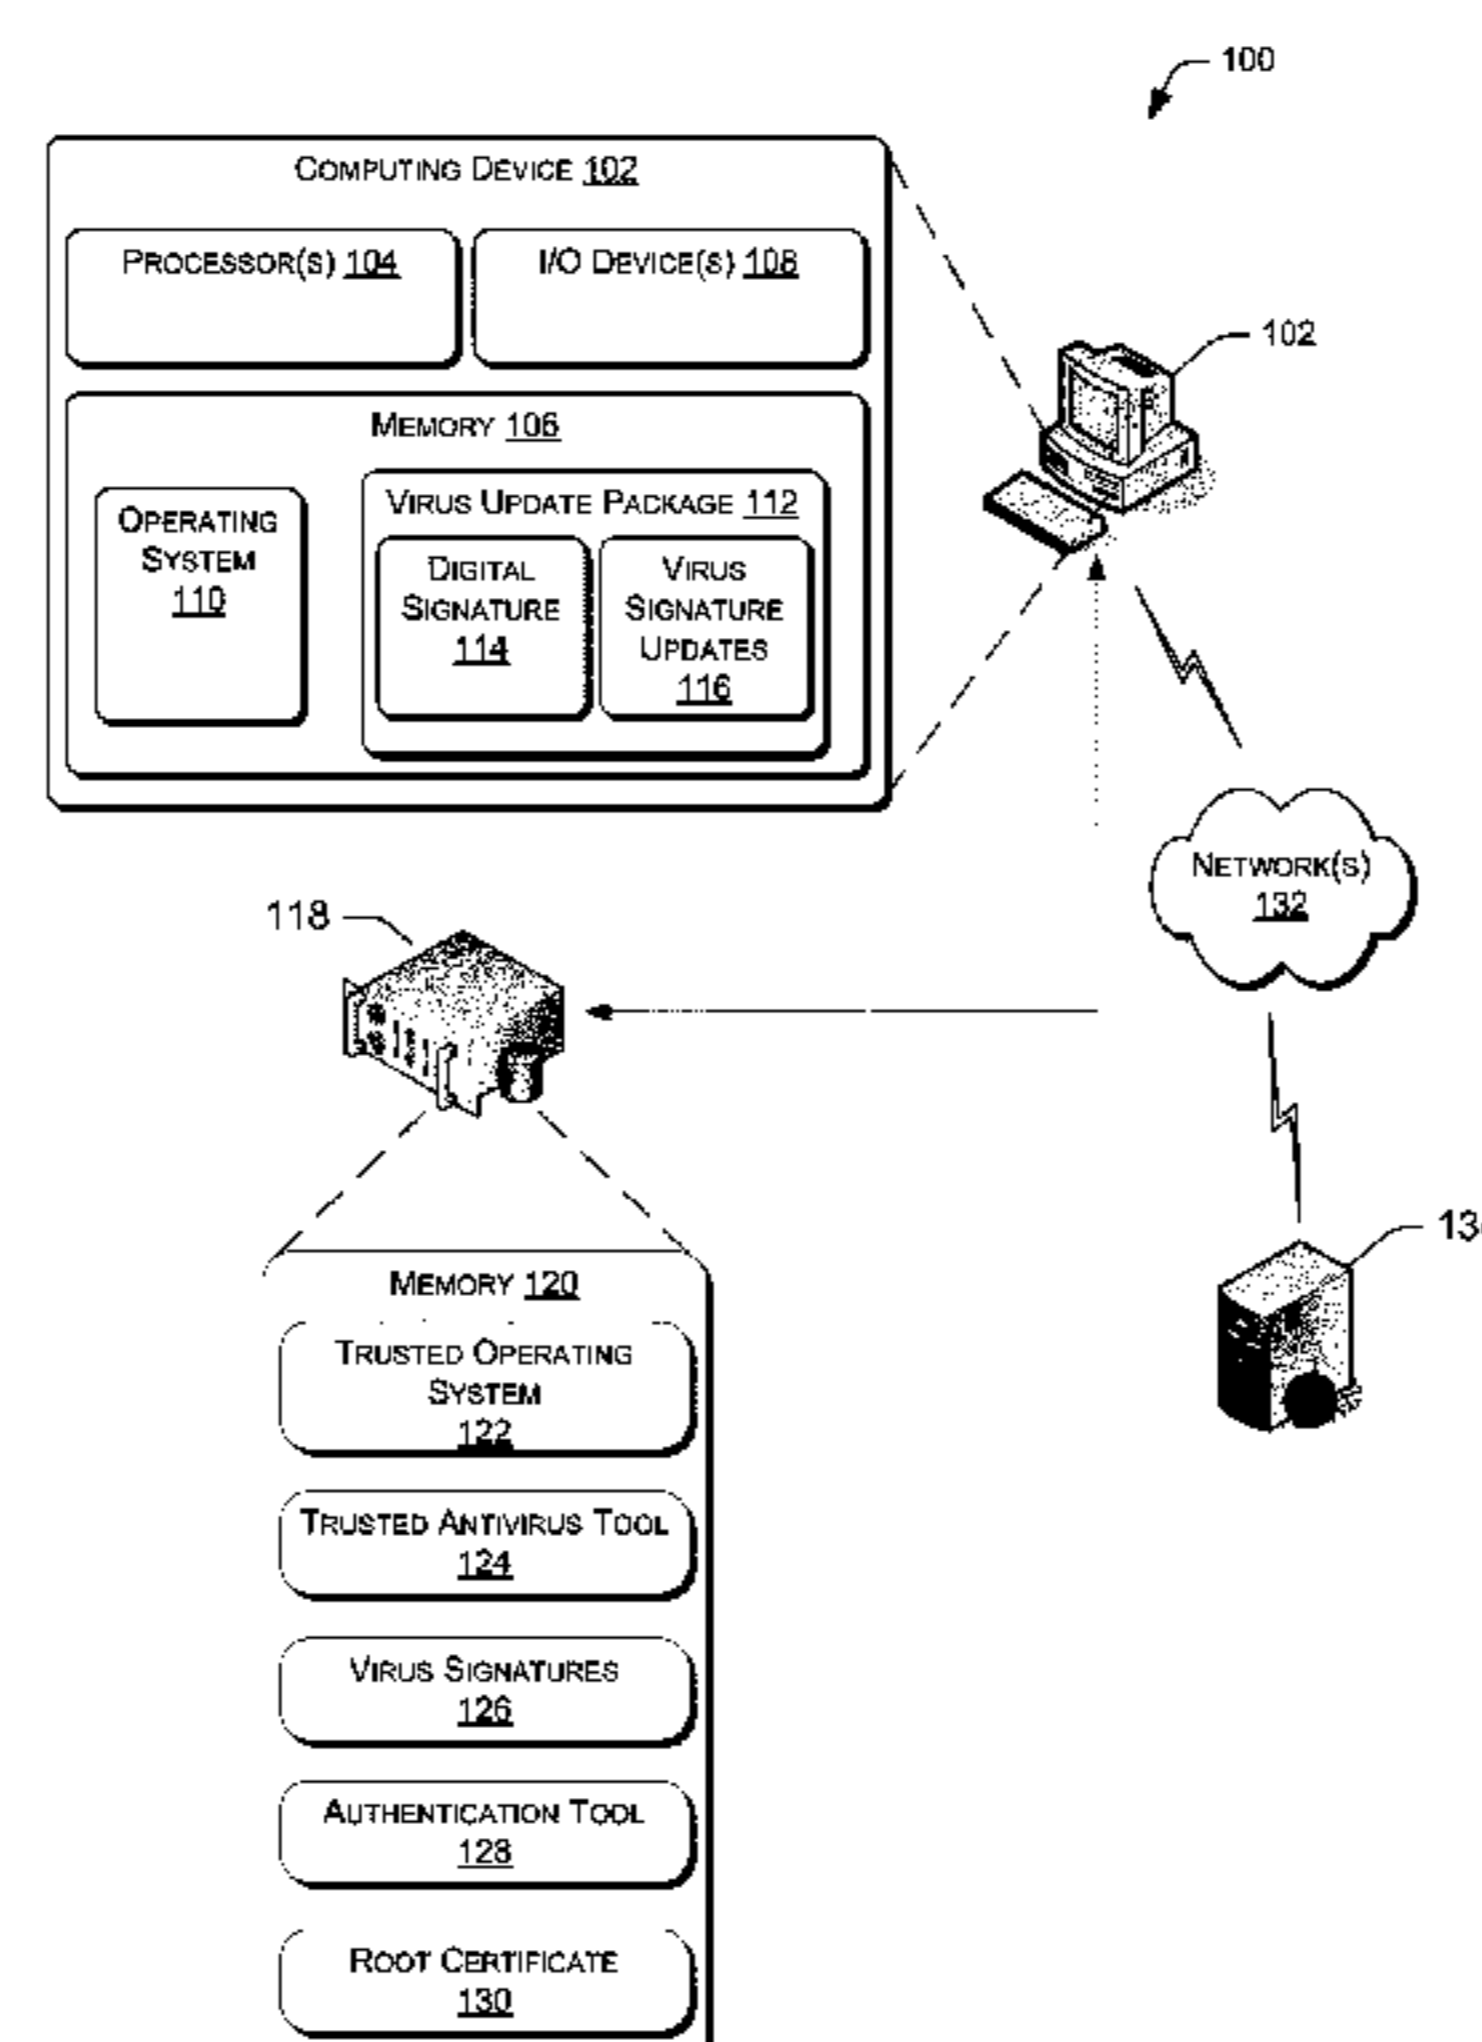 100
COMPUTING DEVICE 102
PROCESSOR(S) 104
I/O DEVICE(S) 108
102
MEMORY 106
OPERATING
SYSTEM
110
VIRUS UPDATE PACKAGE 112
DIGITAL
SIGNATURE
114
VIRUS
SIGNATURE
UPDATES
116
NETWORK(S)
132
118
MEMORY 120
TRUSTED OPERATING
SYSTEM
122
TRUSTED ANTIVIRUS TOOL
124
VIRUS SIGNATURES
126
AUTHENTICATION TOOL
128
ROOT CERTIFICATE
130